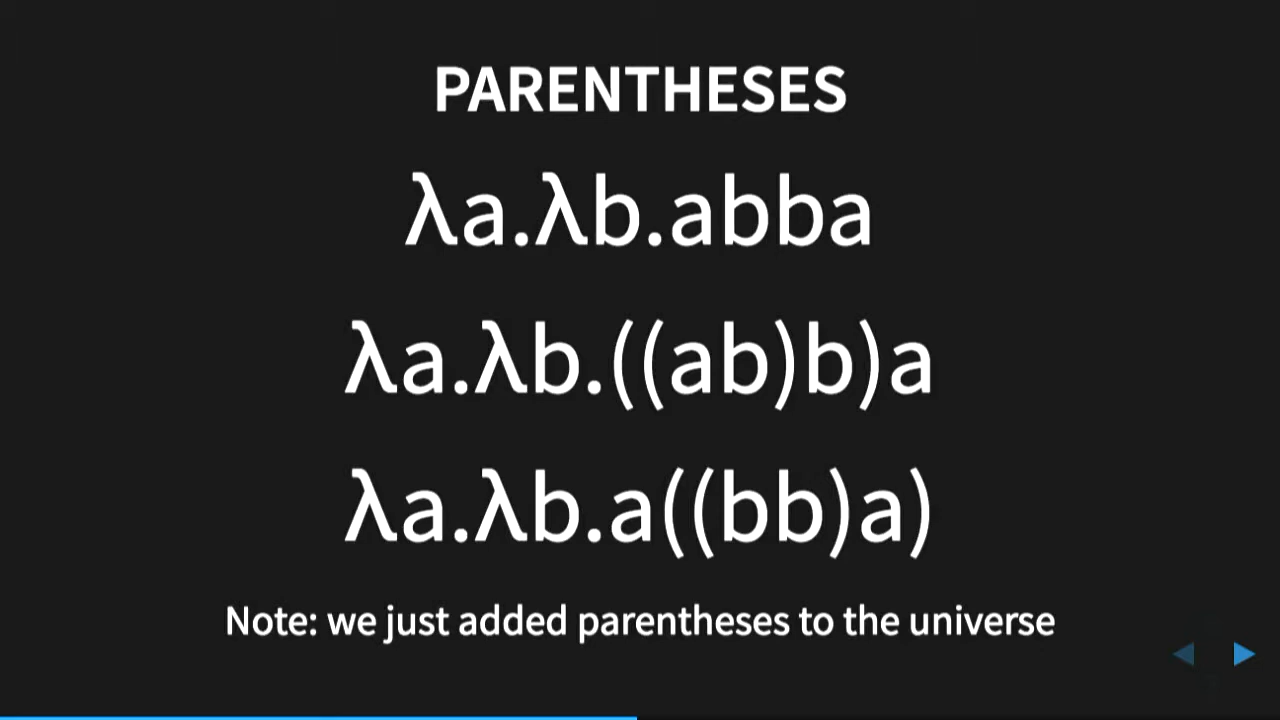 PARENTHESES
λa.λb.abba
λa.λb.((ab)b)a
λa.λb.a((bb)a)
Note: we just added parentheses to the universe